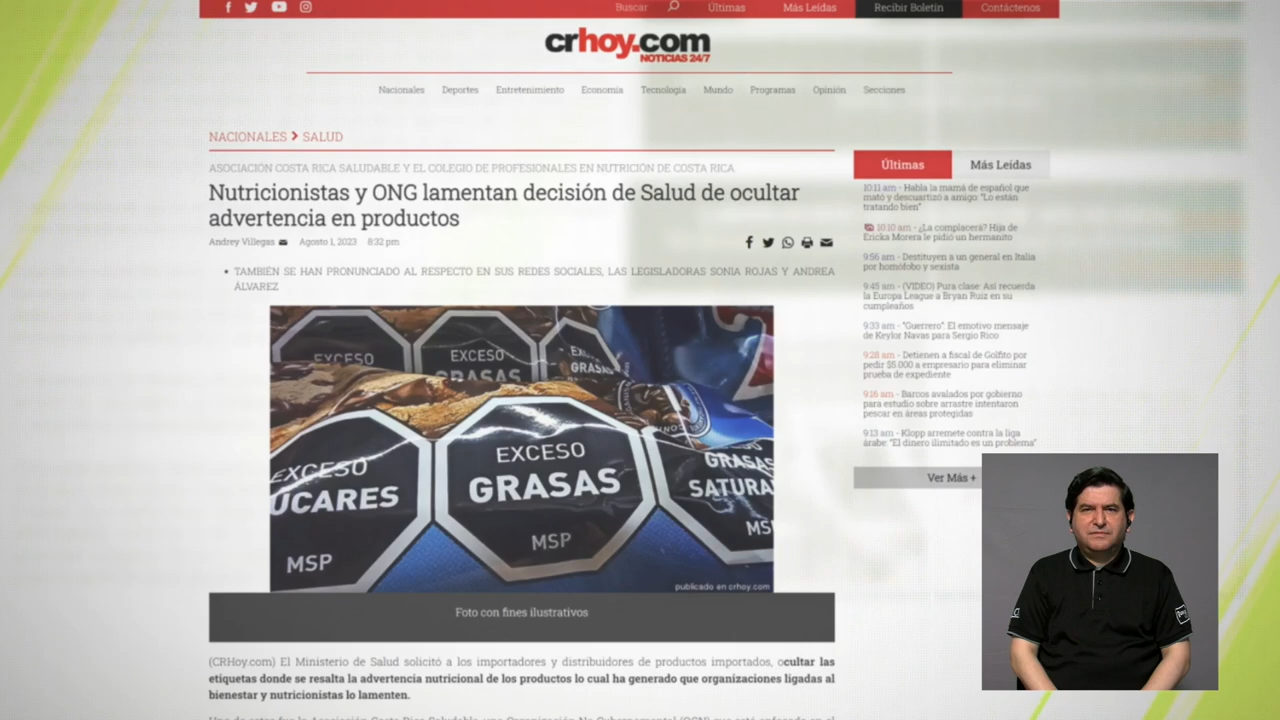 Buscar Últimas Más Leídas Recibir Boletín Contáctenos
crhoy.com
NOTICIAS 24/7
Nacionales Deportes Entretenimiento Economía Tecnología Mundo Programas Opinión Secciones
NACIONALES > SALUD
ASOCIACIÓN COSTA RICA SALUDABLE Y EL COLEGIO DE PROFESIONALES EN NUTRICIÓN DE COSTA RICA
Nutricionistas y ONG lamentan decisión de Salud de ocultar
advertencia en productos
Andrey Villegas Agosto 1, 2023 8:32 pm
• TAMBIÉN SE HAN PRONUNCIADO AL RESPECTO EN SUS REDES SOCIALES, LAS LEGISLADORAS SONIA ROJAS Y ANDREA
ÁLVAREZ
EXCESO EXCESO
GRASAS GRASAS
EXCESO EXCESO
UCARES GRASAS GRASAS
SATURA
MSP MSP MS
publicado en crhoy.com
Foto con fines ilustrativos
(CRHoy.com) El Ministerio de Salud solicitó a los importadores y distribuidores de productos importados, ocultar las
etiquetas donde se resalta la advertencia nutricional de los productos lo cual ha generado que organizaciones ligadas al
bienestar y nutricionistas lo lamenten.
Últimas Más Leídas
10:11 am - Habla la mamá de español que
mató y descuartizó a amigo: "Lo están
tratando bien"
10:10 am - ¿La complacerá? Hija de
Ericka Morera le pidió un hermanito
9:56 am - Destituyen a un general en Italia
por homófobo y sexista
9:45 am - (VIDEO) Pura clase: Así recuerda
la Europa League a Bryan Ruiz en su
cumpleaños
9:33 am - "Guerrero": El emotivo mensaje
de Keylor Navas para Sergio Rico
9:28 am - Detienen a fiscal de Golfito por
pedir $5.000 a empresario para eliminar
prueba de expediente
9:16 am - Barcos avalados por gobierno
para estudio sobre arrastre intentaron
pescar en áreas protegidas
9:13 am - Klopp arremete contra la liga
árabe: "El dinero ilimitado es un problema"
Ver Más +